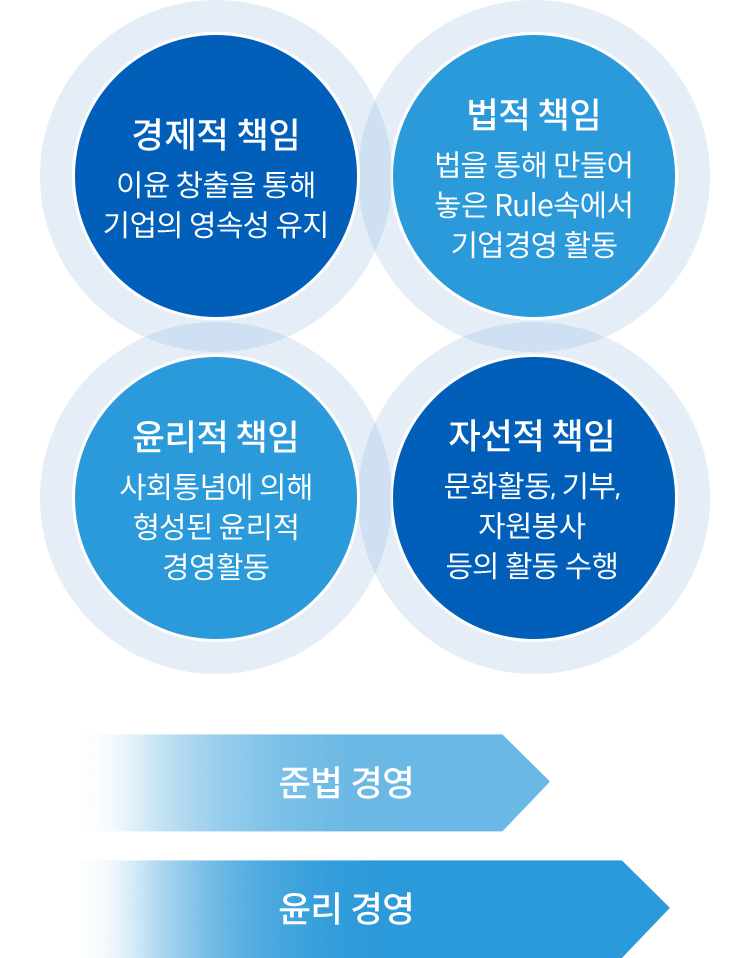 경제적 책임
이윤 창출을 통해
기업의 영속성 유지
법적 책임
법을 통해 만들어
놓은 Rule속에서
기업경영 활동
윤리적 책임
사회통념에 의해
형성된 윤리적
경영활동
자선적 책임
문화활동, 기부,
자원봉사
등의 활동 수행
준법 경영
윤리 경영